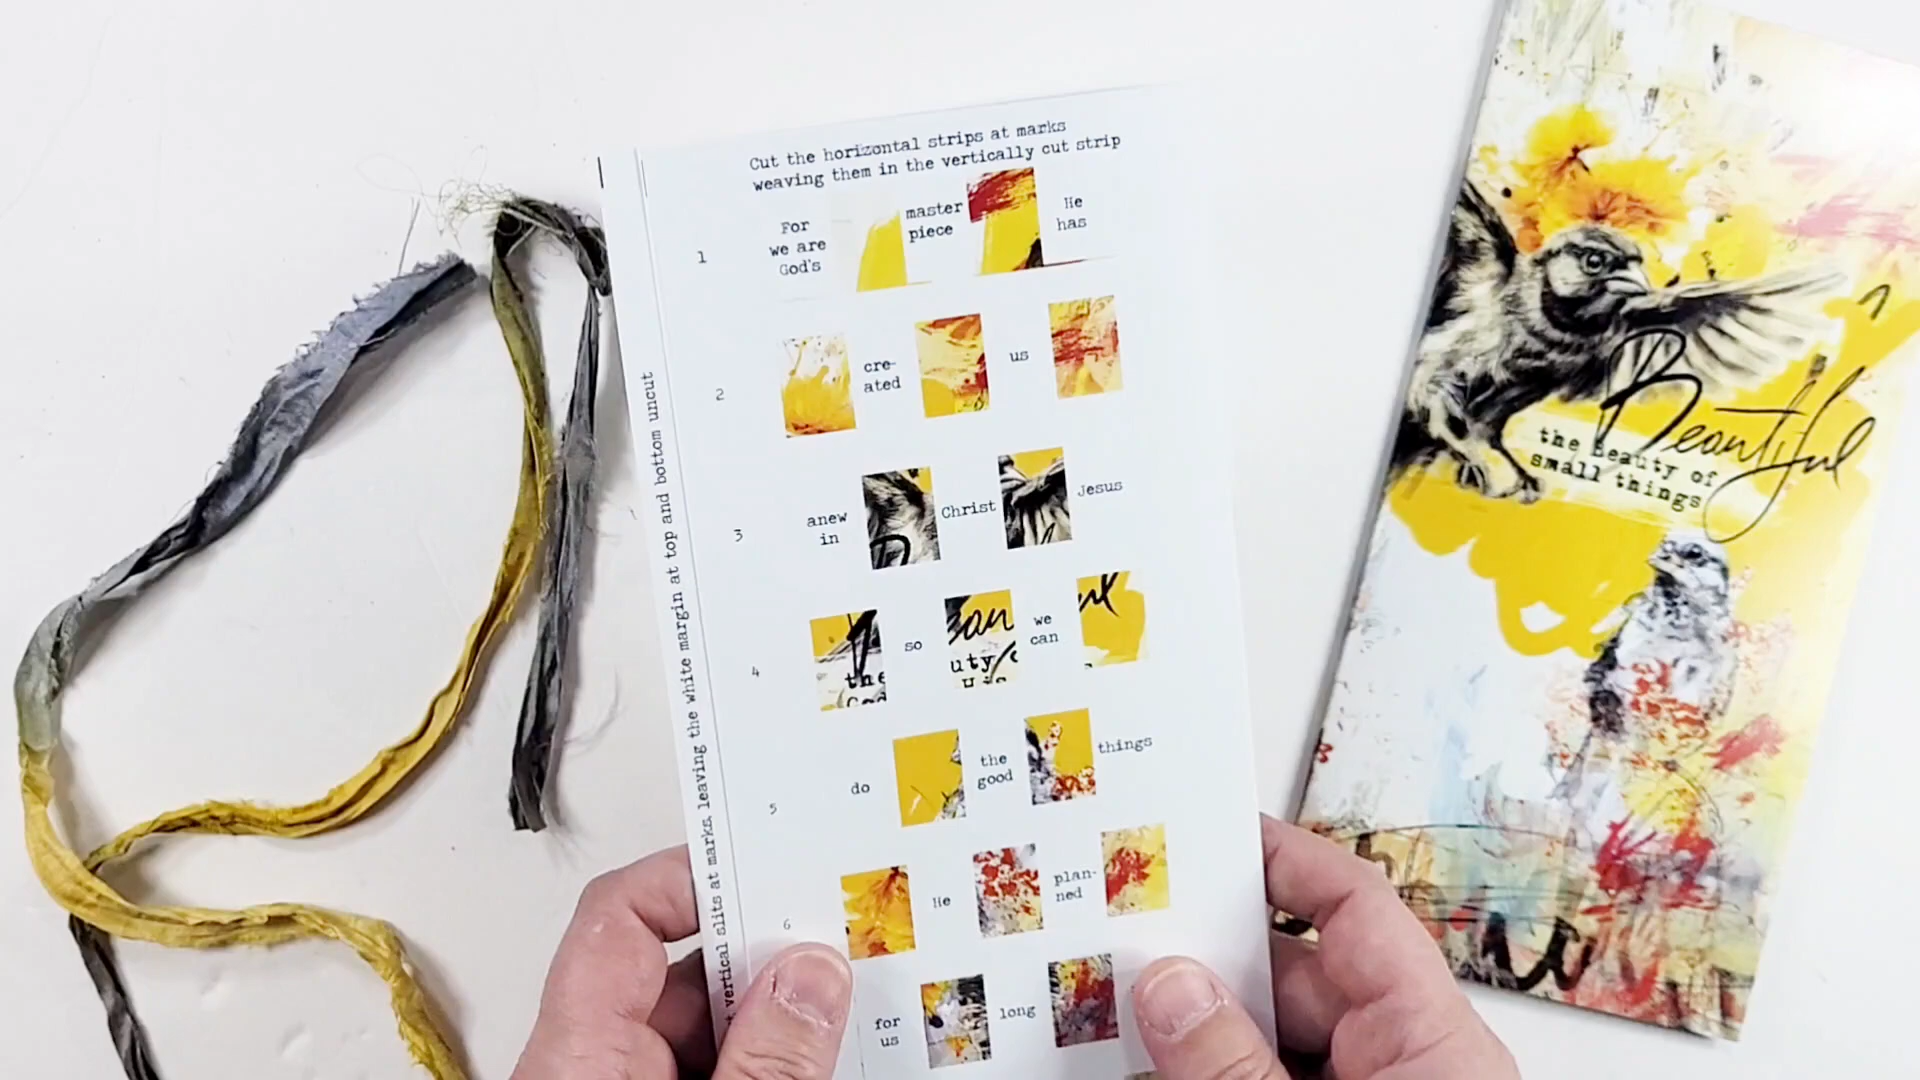 Cut the horizontal strips at marks
weaving them in the vertically cut strip
1
For
we are
God's
master
piece
He
has
2
cre-
ated
us
3
anew
in
Christ
Jesus
4
the
so
uty
we
can
5
do
the
good
things
6
He
plan-
ned
for
us
long
vertical slits at marks, leaving the white margin at top and bottom uncut
Beautiful
the Beauty of
small things